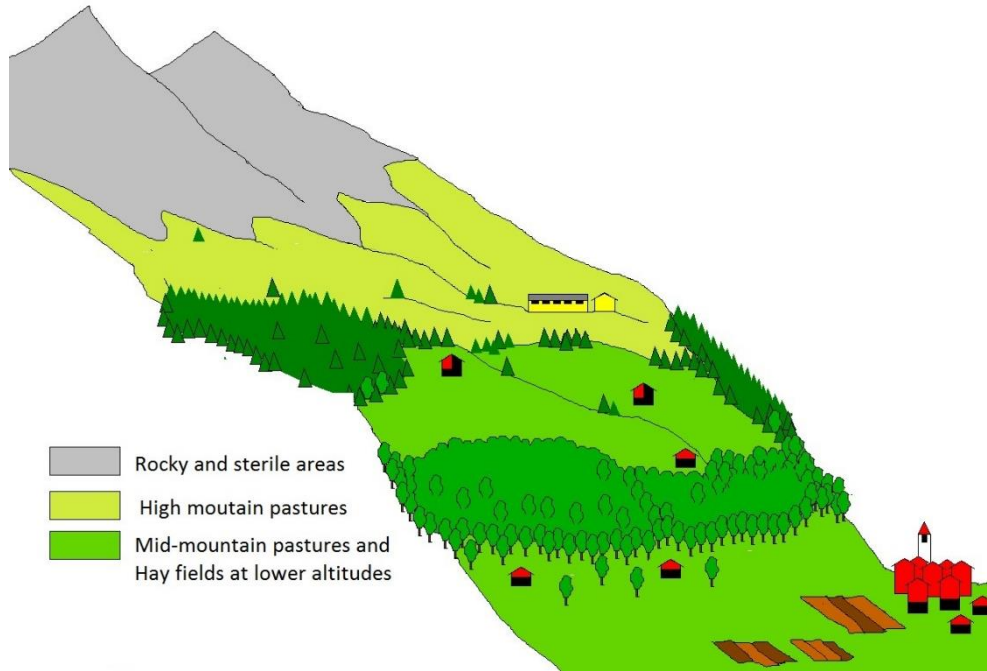 Rocky and sterile areas
High moutain pastures
Mid-mountain pastures and
Hay fields at lower altitudes